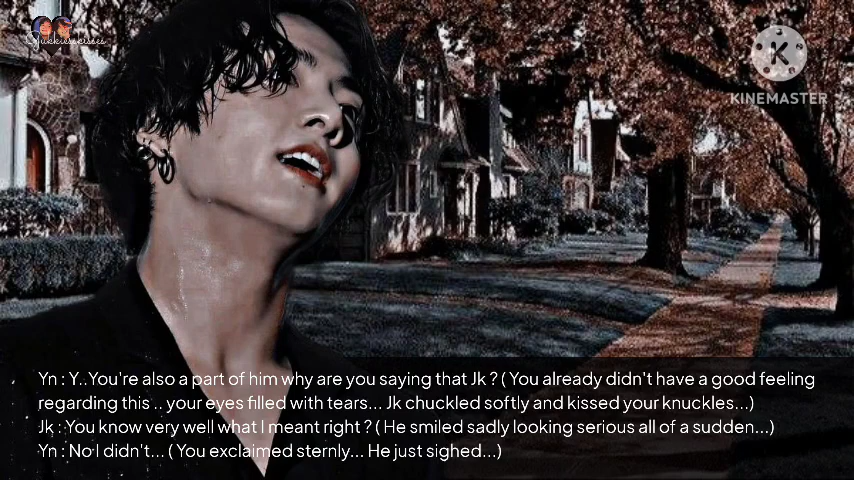 Jukkiesskisses
K
KINEMASTER
Yn : Y..You're also a part of him why are you saying that Jk ? ( You already didn't have a good feeling
regarding this .. your eyes filled with tears... Jk chuckled softly and kissed your knuckles...)
Jk : You know very well what I meant right ? ( He smiled sadly looking serious all of a sudden...)
Yn : No I didn't... ( You exclaimed sternly... He just sighed...)